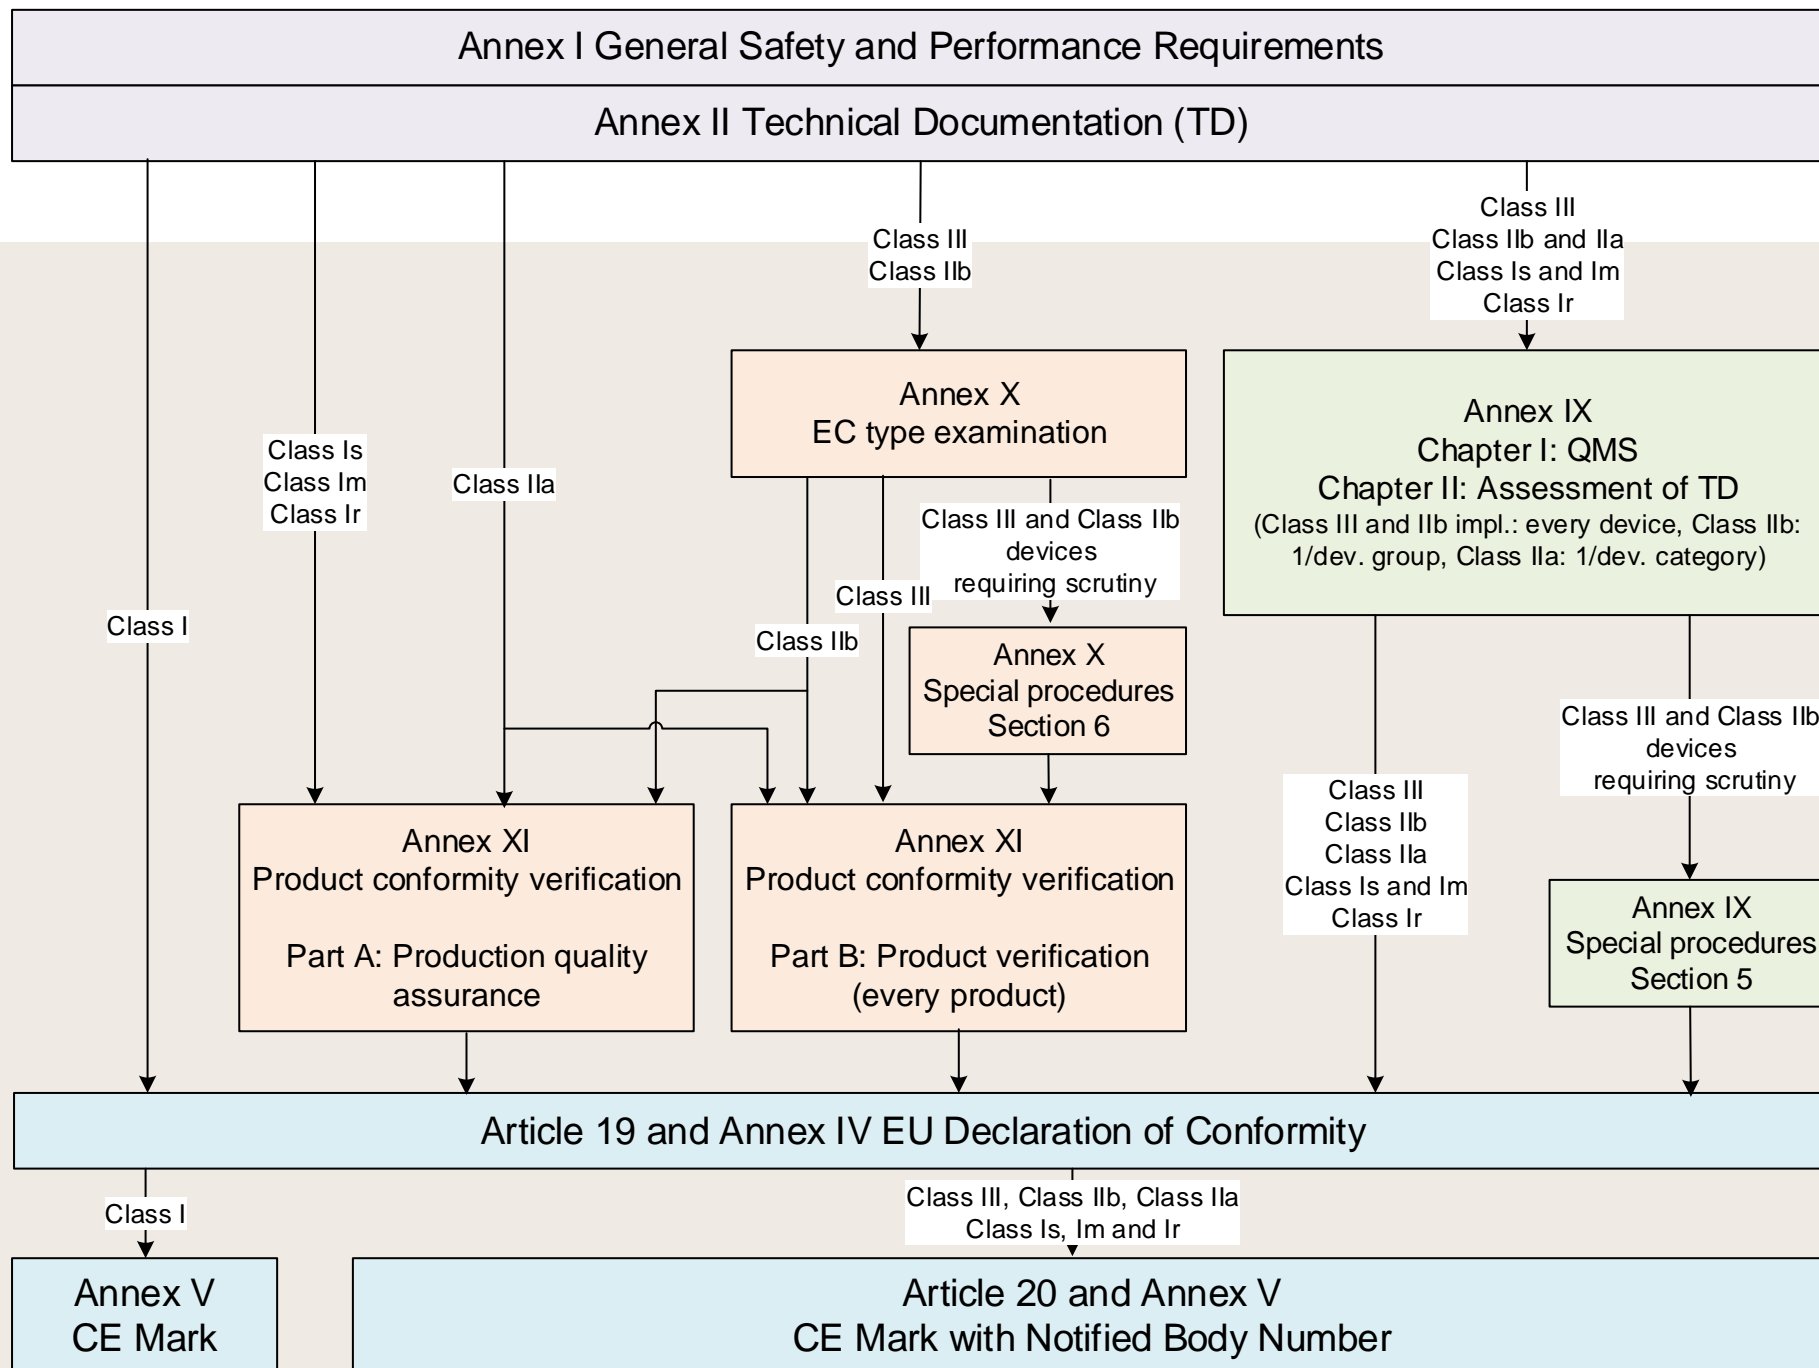 Annex I General Safety and Performance Requirements
Annex II Technical Documentation (TD)
Class III
Class IIb and IIa
Class Is and Im
Class Ir
Class III
Class IIb
Annex X
EC type examination
Annex IX
Chapter I: QMS
Chapter II: Assessment of TD
(Class III and IIb impl.: every device, Class IIb:
1/dev. group, Class IIa: 1/dev. category)
Class Is
Class Im
Class Ir
Class IIa
Class III and Class IIb
devices
requiring scrutiny
Class III
Class I
Class IIb
Annex X
Special procedures
Section 6
Class III and Class IIb
devices
requiring scrutiny
Class III
Class IIb
Class IIa
Class Is and Im
Class Ir
Annex XI
Product conformity verification
Part A: Production quality
assurance
Annex XI
Product conformity verification
Part B: Product verification
(every product)
Annex IX
Special procedures
Section 5
Article 19 and Annex IV EU Declaration of Conformity
Class I
Class III, Class IIb, Class IIa
Class Is, Im and Ir
Annex V
CE Mark
Article 20 and Annex V
CE Mark with Notified Body Number